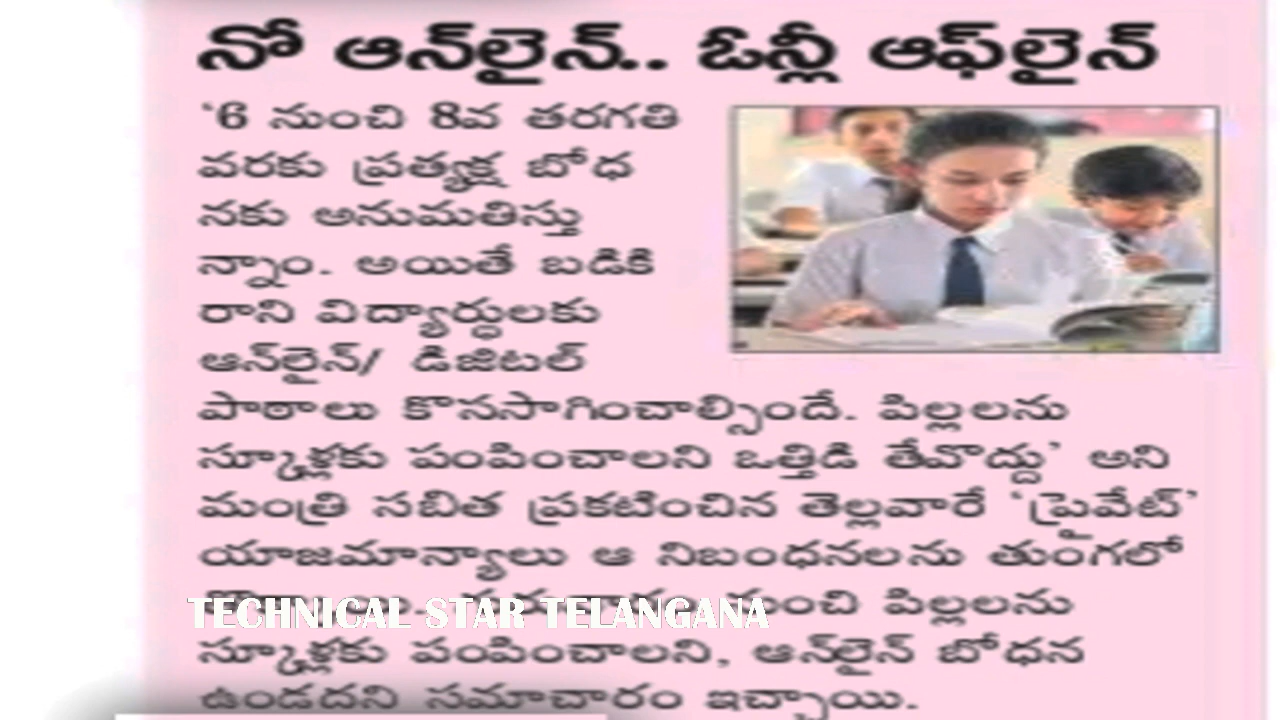 నో ఆన్‌లైన్.. ఓన్లీ ఆఫ్‌లైన్
‘6 నుంచి 8వ తరగతి
వరకు ప్రత్యక్ష బోధ
నకు అనుమతిస్తు
న్నాం. అయితే బడికి
రాని విద్యార్థులకు
ఆన్‌లైన్/ డిజిటల్
పాఠాలు కొనసాగించాల్సిందే. పిల్లలను
స్కూళ్లకు పంపించాలని ఒత్తిడి తేవొద్దు’ అని
మంత్రి సబిత ప్రకటించిన తెల్లవారే ‘ప్రైవేట్’
యాజమాన్యాలు ఆ నిబంధనలను తుంగలో
నుంచి పిల్లలను
TECHNICAL STAR TELANGANA
స్కూళ్లకు పంపించాలని, ఆన్‌లైన్ బోధన
ఉండదని సమాచారం ఇచ్చాయి.